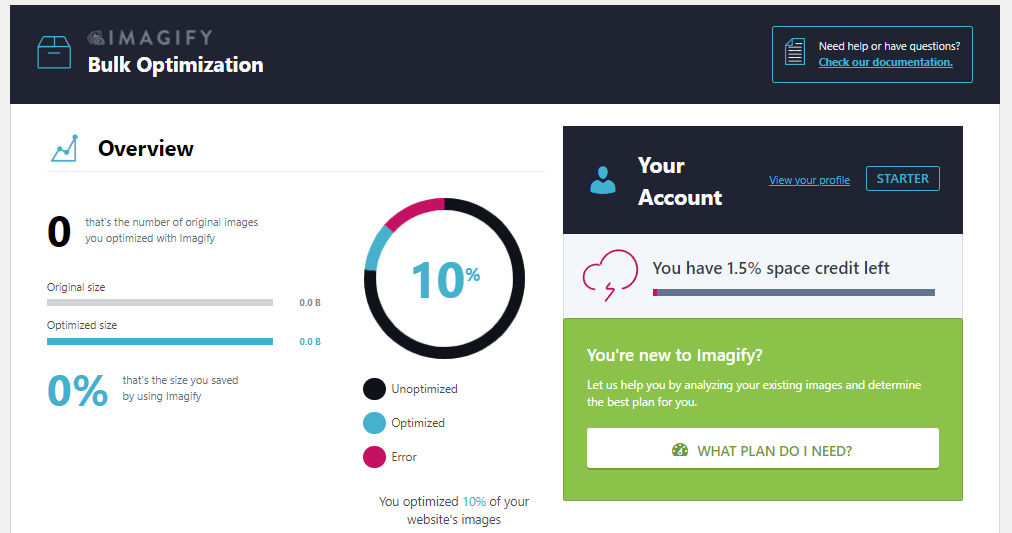 IMAGIFY
Bulk Optimization
Need help or have questions?
Check our documentation.
Overview
0
that's the number of original images
you optimized with Imagify
Original size
0.0 B
Optimized size
0.0 B
0%
that's the size you saved
by using Imagify
10%
Unoptimized
Optimized
Error
You optimized 10% of your
website's images
Your
Account
View your profile
STARTER
You have 1.5% space credit left
You're new to Imagify?
Let us help you by analyzing your existing images and determine
the best plan for you.
WHAT PLAN DO I NEED?